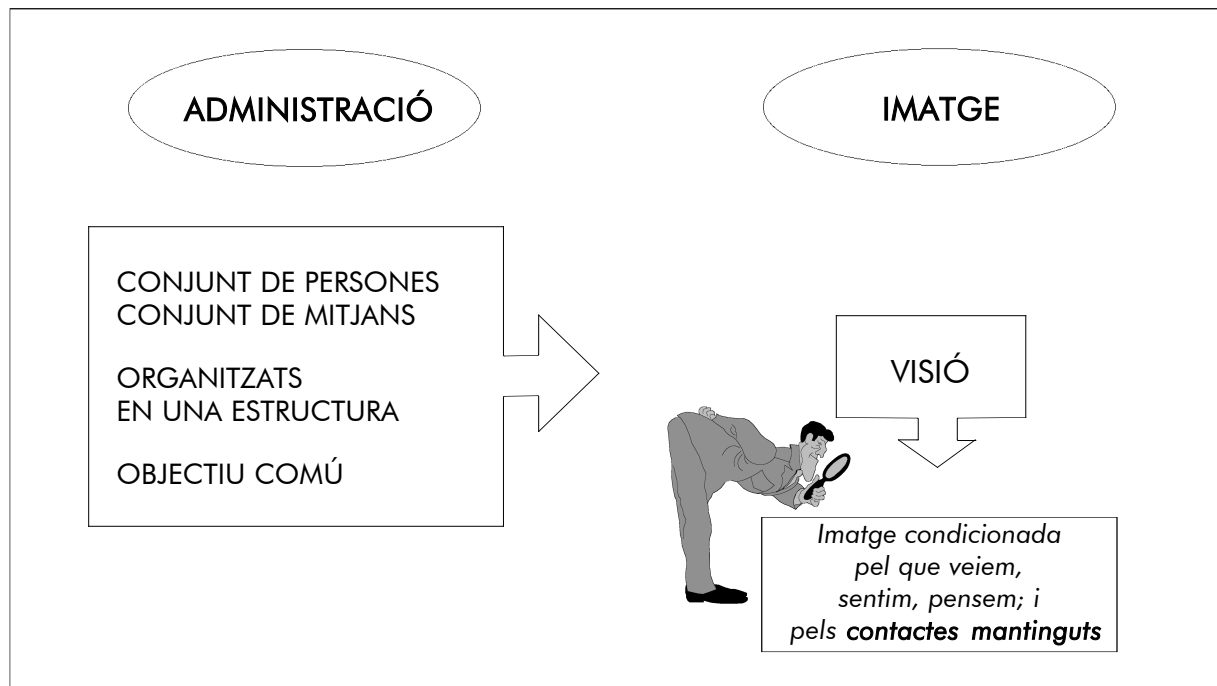 ADMINISTRACIÓ
IMATGE
CONJUNT DE PERSONES
CONJUNT DE MITJANS
ORGANITZATS
EN UNA ESTRUCTURA
OBJECTIU COMÚ
VISIÓ
Imatge condicionada
pel que veiem,
sentim, pensem; i
pels contactes mantinguts